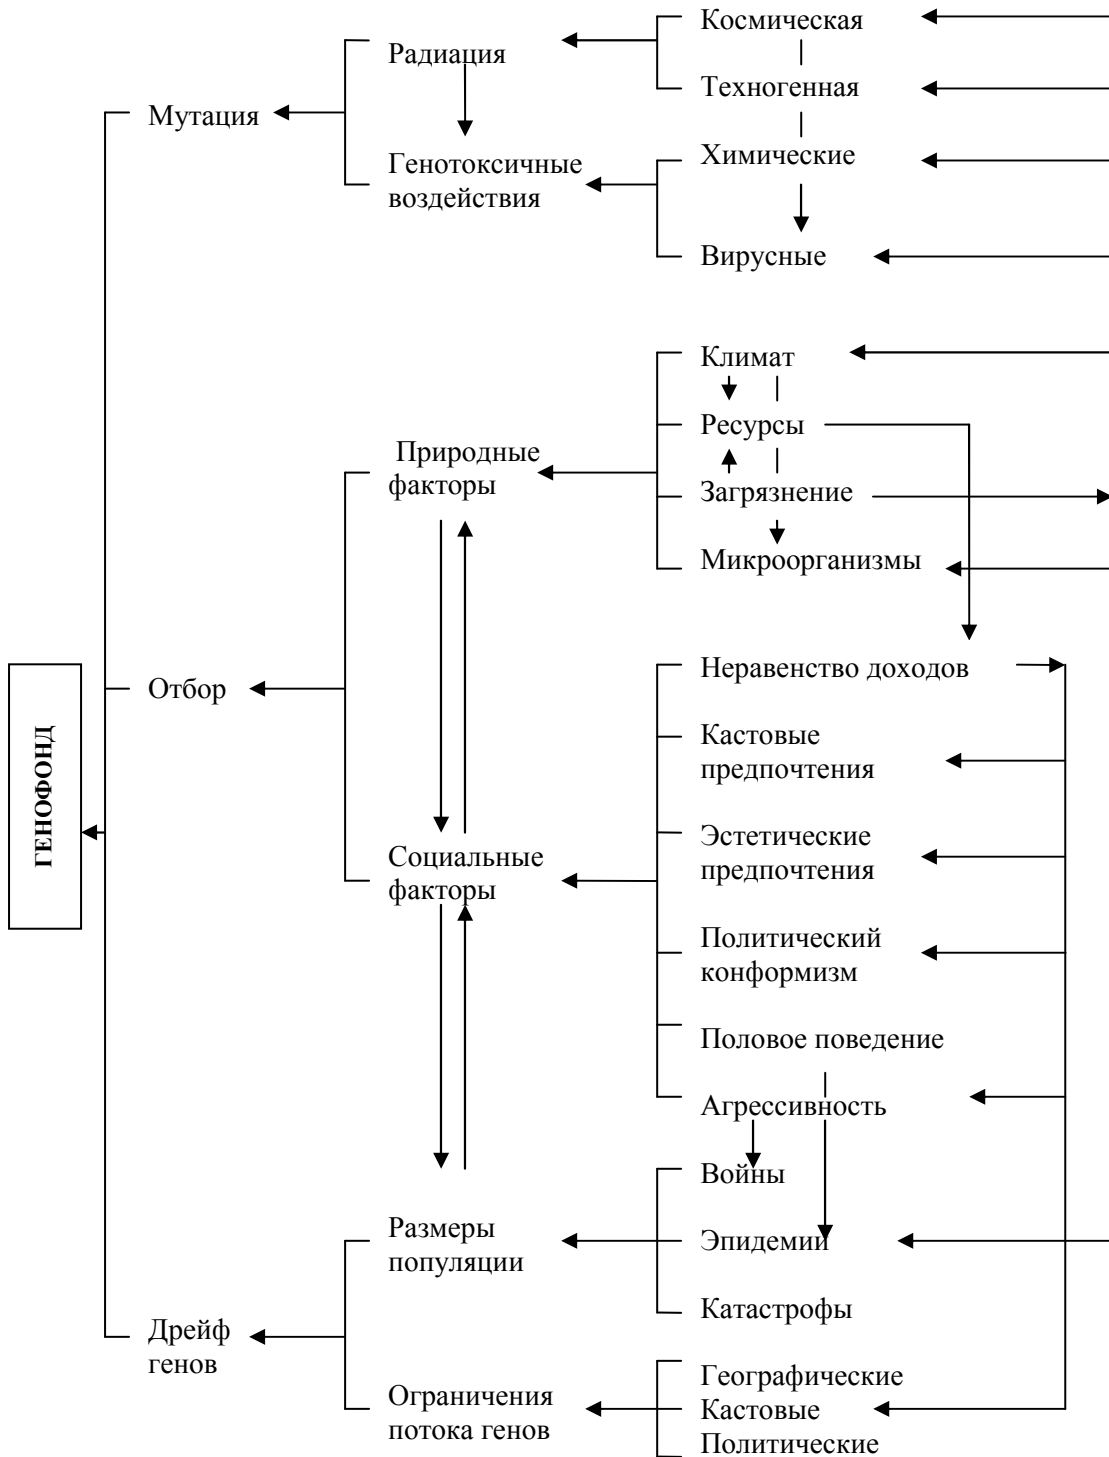 Космическая
Радиация
Техногенная
Мутация
Химические
Генотоксичные
воздействия
Вирусные
Климат
Ресурсы
Природные
факторы
Загрязнение
Микроорганизмы
Неравенство доходов
Отбор
Кастовые
предпочтения
ГЕНОФОНД
Эстетические
предпочтения
Социальные
факторы
Политический
конформизм
Половое поведение
Агрессивность
Войны
Размеры
популяции
Эпидемии
Катастрофы
Дрейф
генов
Географические
Ограничения
потока генов
Кастовые
Политические